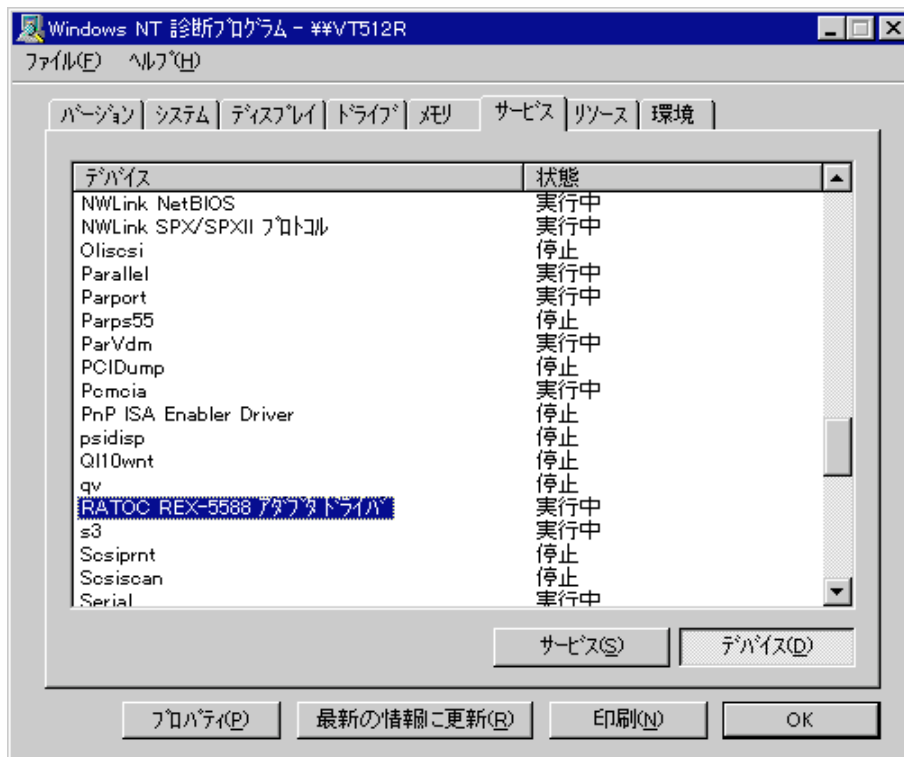 Windows NT 診断ﾌﾟﾛｸﾞﾗﾑ - ¥¥VT512R
ﾌｧｲﾙ(F) ﾍﾙﾌﾟ(H)
ﾊﾞｰｼﾞｮﾝ ｼｽﾃﾑ ﾃﾞｨｽﾌﾟﾚｲ ﾄﾞﾗｲﾌﾞ ﾒﾓﾘ ｻｰﾋﾞｽ ﾘｿｰｽ 環境
ﾃﾞﾊﾞｲｽ 状態
NWLink NetBIOS 実行中
NWLink SPX/SPXII ﾌﾟﾛﾄｺﾙ 実行中
Oliscsi 停止
Parallel 実行中
Parport 実行中
Parps55 停止
ParVdm 実行中
PCIDump 停止
Pcmcia 実行中
PnP ISA Enabler Driver 停止
psidisp 停止
Ql10wnt 停止
qv 停止
RATOC REX-5588 ｱﾀﾞﾌﾟﾀ ﾄﾞﾗｲﾊﾞ 実行中
s3 実行中
Scsiprnt 停止
Scsiscan 停止
Serial 実行中
ｻｰﾋﾞｽ(S) ﾃﾞﾊﾞｲｽ(D)
ﾌﾟﾛﾊﾟﾃｨ(P) 最新の情報に更新(R) 印刷(N) OK